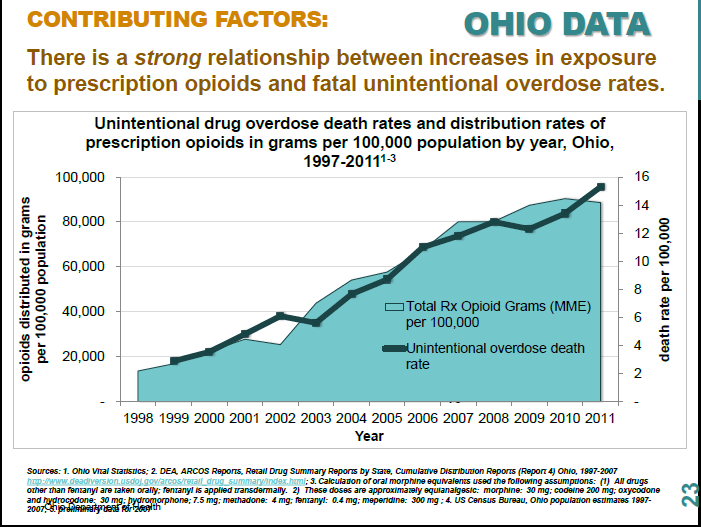 CONTRIBUTING FACTORS:
OHIO DATA
There is a strong relationship between increases in exposure
to prescription opioids and fatal unintentional overdose rates.
Unintentional drug overdose death rates and distribution rates of
prescription opioids in grams per 100,000 population by year, Ohio,
1997-2011¹⁻³
opioids distributed in grams
per 100,000 population
100,000
80,000
60,000
40,000
20,000
-
16
14
12
10
8
6
4
2
-
death rate per 100,000
Total Rx Opioid Grams (MME)
per 100,000
Unintentional overdose death
rate
1998 1999 2000 2001 2002 2003 2004 2005 2006 2007 2008 2009 2010 2011
Year
Sources: 1. Ohio Vital Statistics; 2. DEA, ARCOS Reports, Retail Drug Summary Reports by State, Cumulative Distribution Reports (Report 4) Ohio, 1997-2007
http://www.deadiversion.usdoj.gov/arcos/retail_drug_summary/index.html; 3. Calculation of oral morphine equivalents used the following assumptions: (1) All drugs
other than fentanyl are taken orally; fentanyl is applied transdermally. 2) These doses are approximately equianalgesic: morphine: 30 mg; codeine 200 mg; oxycodone
and hydrocodone: 30 mg; hydromorphone; 7.5 mg; methadone: 4 mg; fentanyl: 0.4 mg; meperidine: 300 mg ; 4. US Census Bureau, Ohio population estimates 1997-
2007; 5. preliminary data for 2007
Ohio Department of Health
23